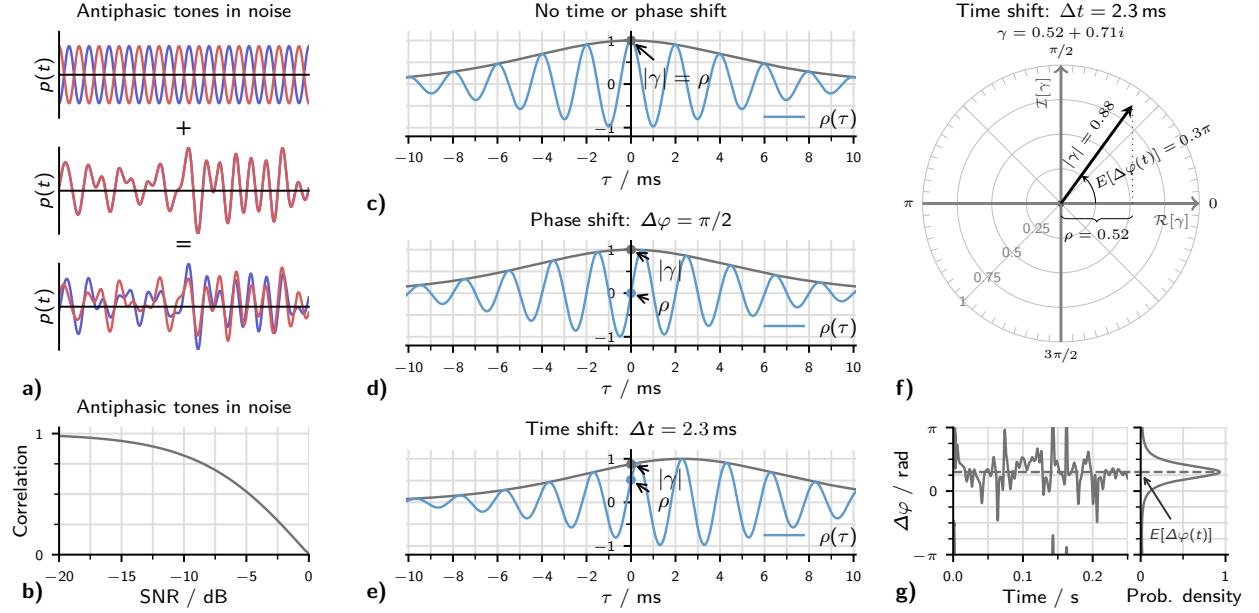 Antiphasic tones in noise
p(t)
+
p(t)
=
p(t)
a)
Antiphasic tones in noise
Correlation
1
0
−20 −15 −10 −5 0
SNR / dB
b)
No time or phase shift
1
|γ| = ρ
−1
ρ(τ)
−10 −8 −6 −4 −2 0 2 4 6 8 10
τ / ms
c)
Phase shift: Δφ = π/2
1
|γ|
0
ρ
−1
ρ(τ)
−10 −8 −6 −4 −2 0 2 4 6 8 10
τ / ms
d)
Time shift: Δt = 2.3 ms
1
|γ|
ρ
0
−1
ρ(τ)
−10 −8 −6 −4 −2 0 2 4 6 8 10
τ / ms
e)
Time shift: Δt = 2.3 ms
γ = 0.52 + 0.71i
π/2
ℐ[γ]
|γ| = 0.88
E[Δφ(t)] = 0.3π
π
0
ℛ[γ]
ρ = 0.52
0.25
0.5
0.75
1
3π/2
f)
Δφ / rad
π
0
−π
E[Δφ(t)]
0.0 0.1 0.2
0 1
Time / s
Prob. density
g)